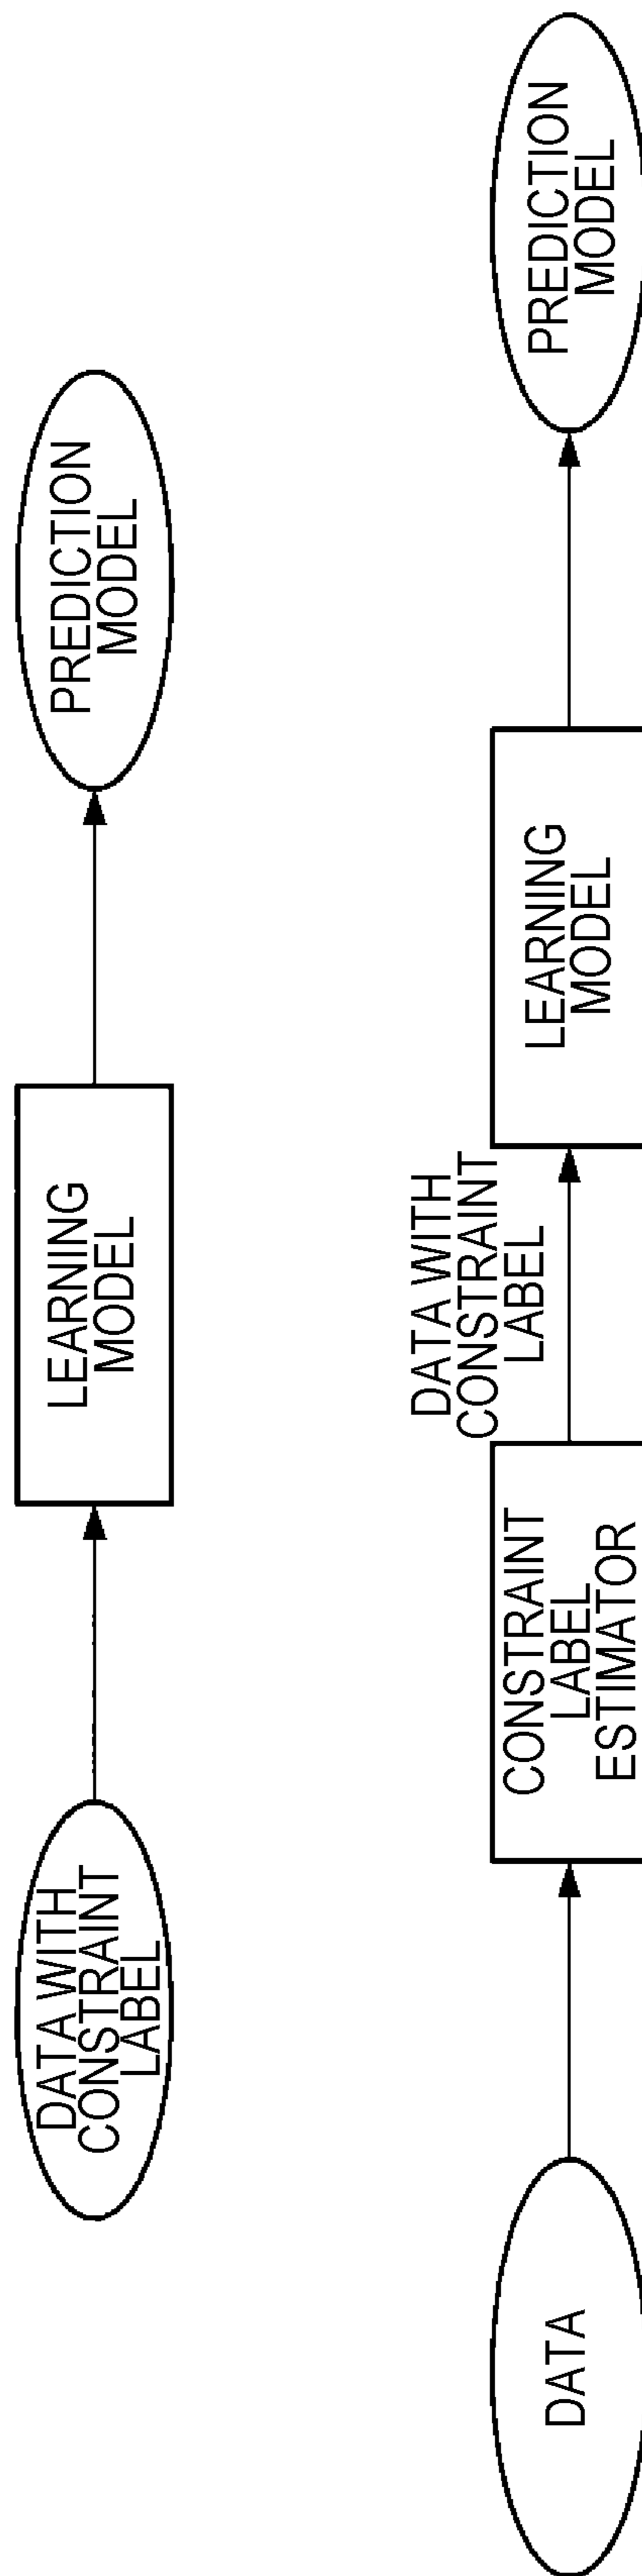 DATA WITH
CONSTRAINT
LABEL
LEARNING
MODEL
PREDICTION
MODEL
DATA
CONSTRAINT
LABEL
ESTIMATOR
DATA WITH
CONSTRAINT
LABEL
LEARNING
MODEL
PREDICTION
MODEL